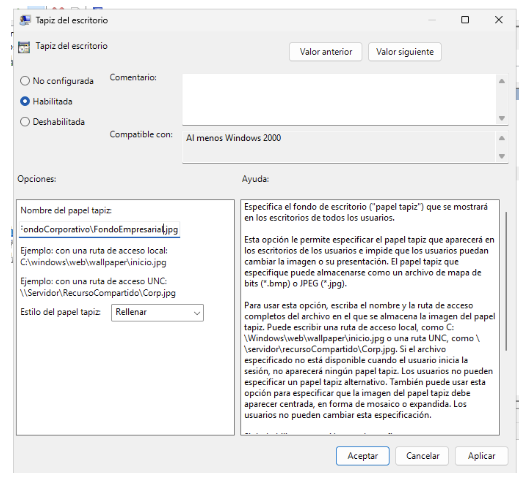 Tapiz del escritorio
Tapiz del escritorio
Valor anterior
Valor siguiente
No configurada
Comentario:
Habilitada
Deshabilitada
Compatible con:
Al menos Windows 2000
Opciones:
Ayuda:
Nombre del papel tapiz:
FondoCorporativo\FondoEmpresarial.jpg
Ejemplo: con una ruta de acceso local:
C:\windows\web\wallpaper\inicio.jpg
Ejemplo: con una ruta de acceso UNC:
\\Servidor\RecursoCompartido\Corp.jpg
Estilo del papel tapiz:
Rellenar
Especifica el fondo de escritorio ("papel tapiz") que se mostrará
en los escritorios de todos los usuarios.
Esta opción le permite especificar el papel tapiz que aparecerá en
los escritorios de los usuarios e impide que los usuarios puedan
cambiar la imagen o su presentación. El papel tapiz que
especifique puede almacenarse como un archivo de mapa de
bits (*.bmp) o JPEG (*.jpg).
Para usar esta opción, escriba el nombre y la ruta de acceso
completos del archivo en el que se almacena la imagen del papel
tapiz. Puede escribir una ruta de acceso local, como C:
\Windows\web\wallpaper\inicio.jpg o una ruta UNC, como \
\servidor\recursoCompartido\Corp.jpg. Si el archivo
especificado no está disponible cuando el usuario inicia la
sesión, no aparecerá ningún papel tapiz. Los usuarios no pueden
especificar un papel tapiz alternativo. También puede usar esta
opción para especificar que la imagen del papel tapiz debe
aparecer centrada, en forma de mosaico o expandida. Los
usuarios no pueden cambiar esta especificación.
Aceptar
Cancelar
Aplicar